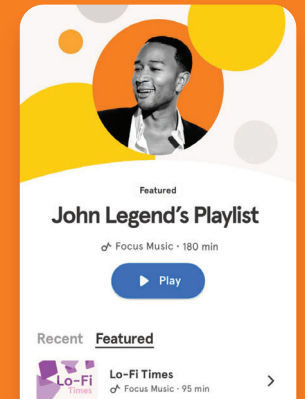 Featured
John Legend's Playlist
Focus Music · 180 min
Play
Recent Featured
Lo-Fi
Times
Lo-Fi Times
Focus Music · 95 min